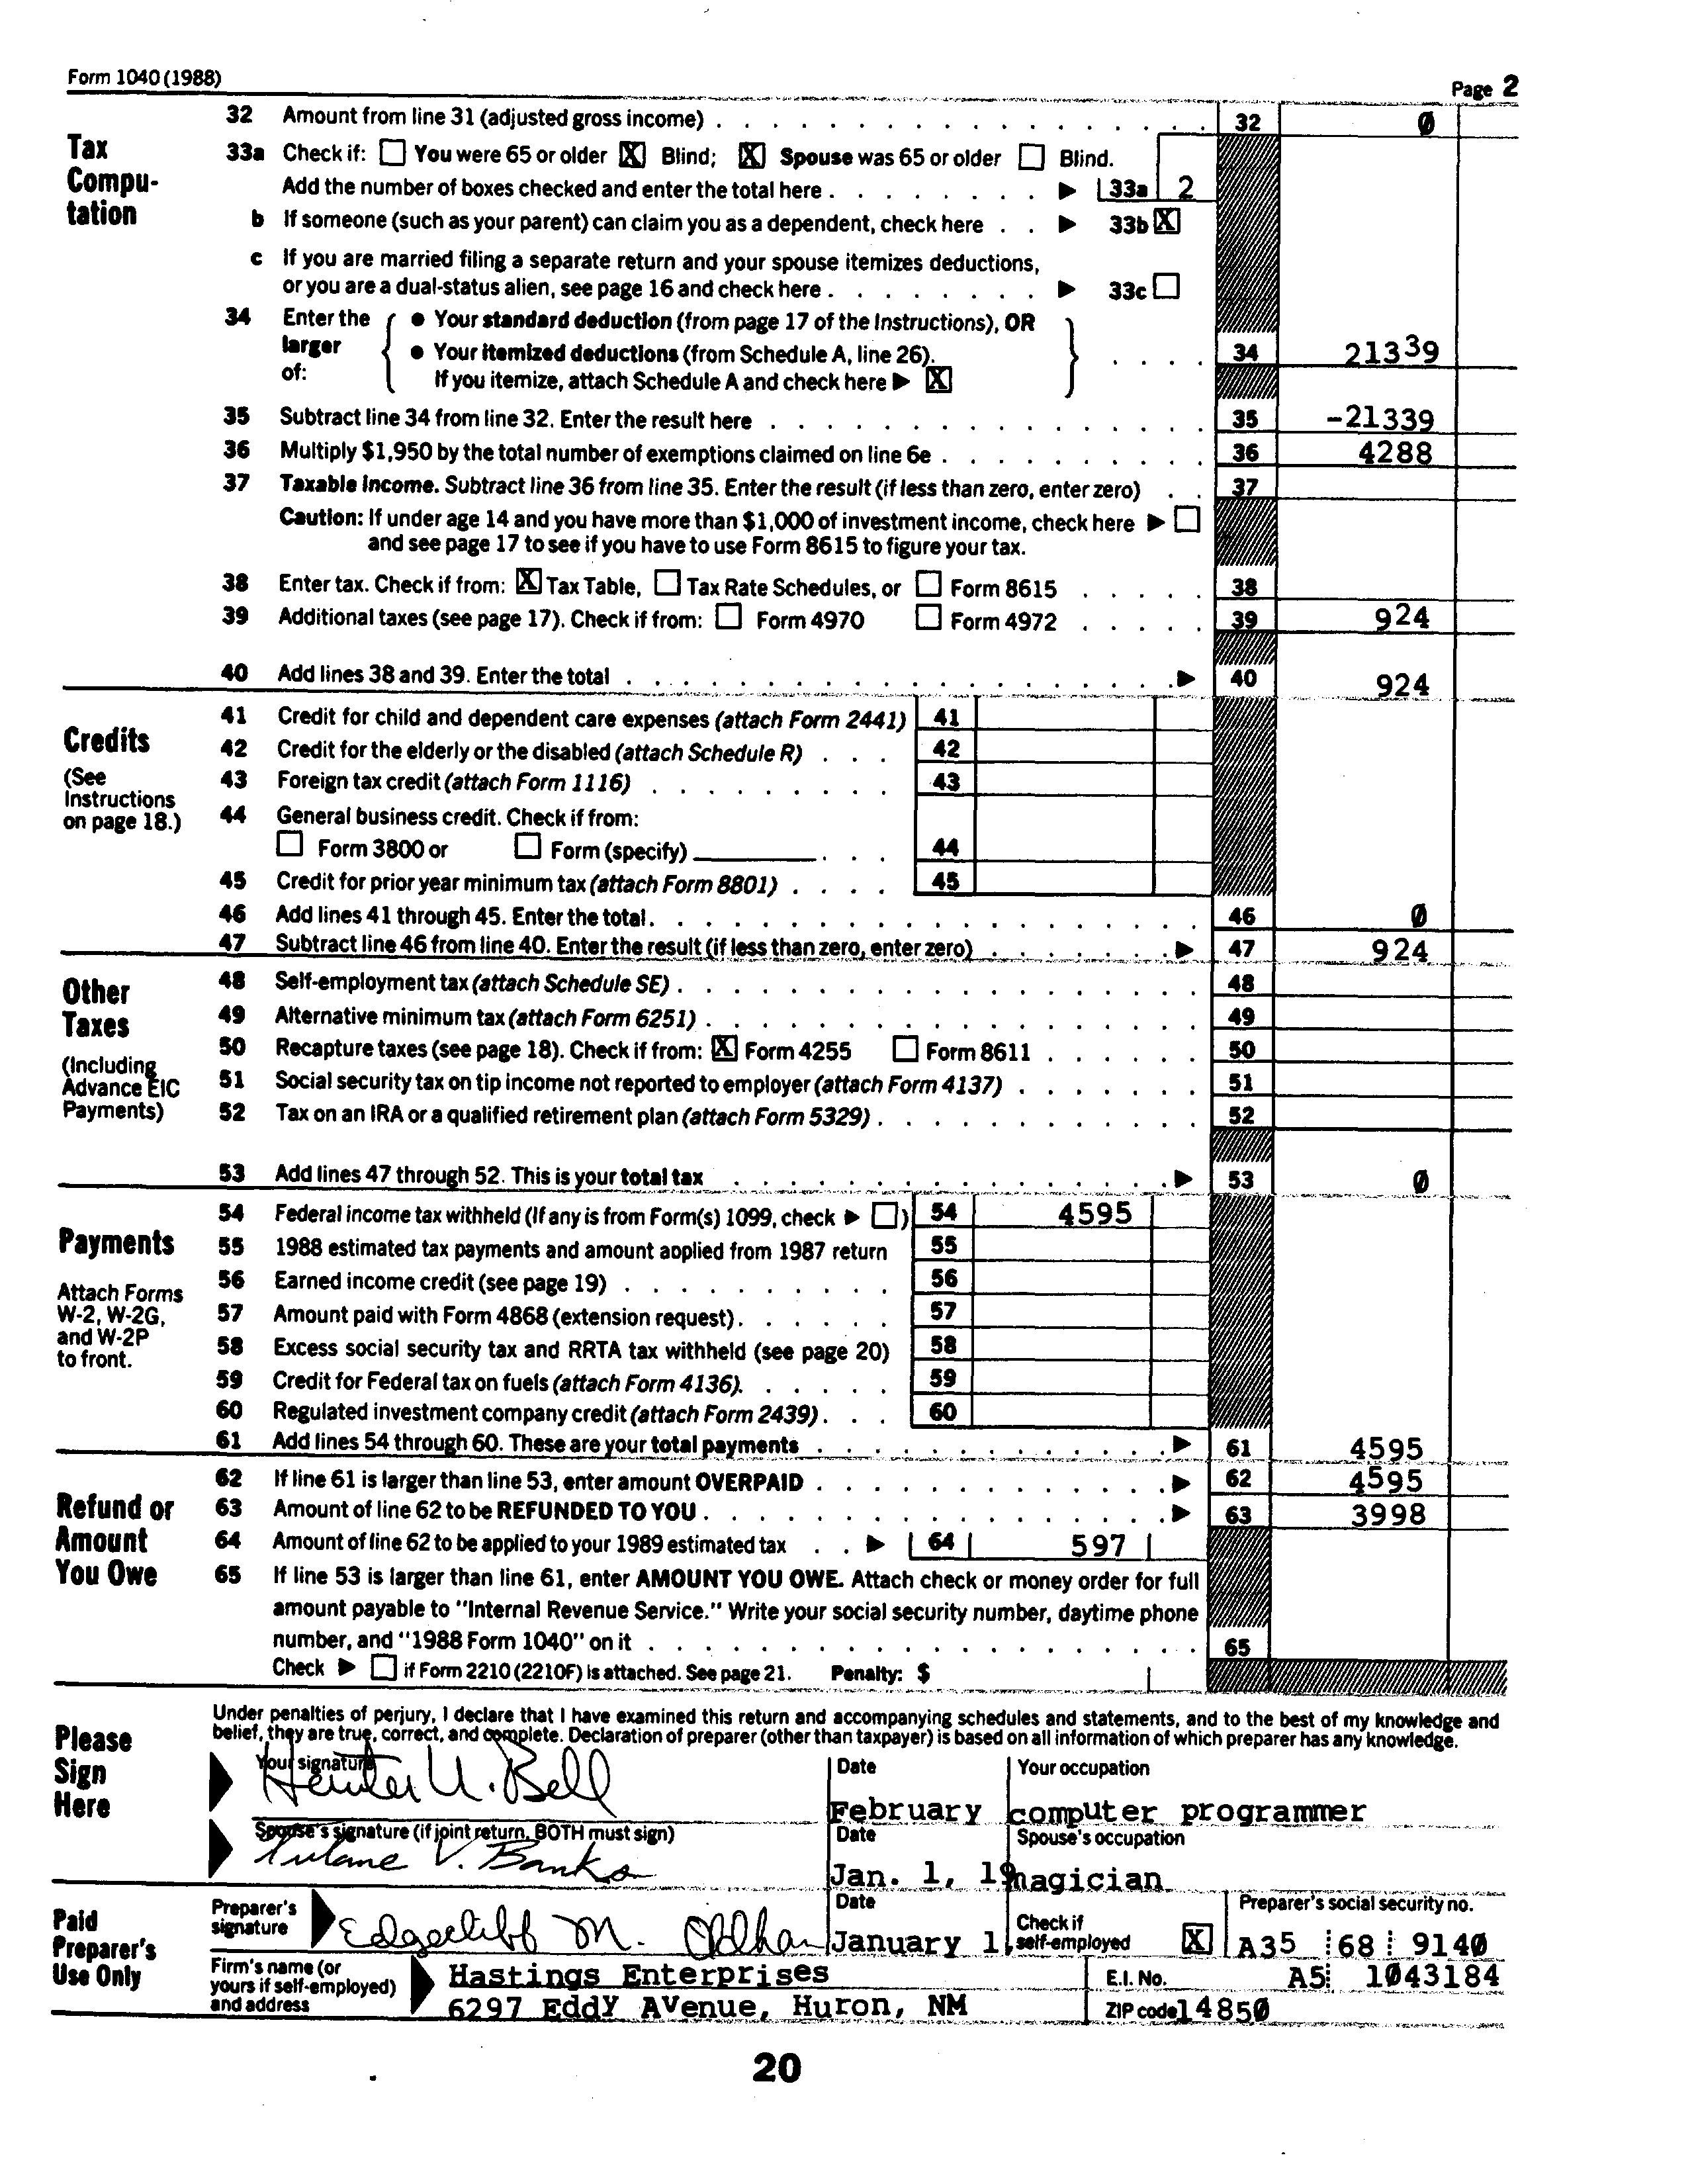 Form 1040 (1988) Page 2
Tax Compu- tation
32 Amount from line 31 (adjusted gross income) 32 0
33a Check if: You were 65 or older X Blind; X Spouse was 65 or older Blind.
Add the number of boxes checked and enter the total here 33a 2
b If someone (such as your parent) can claim you as a dependent, check here 33b X
c If you are married filing a separate return and your spouse itemizes deductions,
or you are a dual-status alien, see page 16 and check here 33c
34 Enter the larger of:
• Your standard deduction (from page 17 of the Instructions), OR
• Your itemized deductions (from Schedule A, line 26).
If you itemize, attach Schedule A and check here X
34 21339
35 Subtract line 34 from line 32. Enter the result here 35 -21339
36 Multiply $1,950 by the total number of exemptions claimed on line 6e 36 4288
37 Taxable income. Subtract line 36 from line 35. Enter the result (if less than zero, enter zero) 37
Caution: If under age 14 and you have more than $1,000 of investment income, check here
and see page 17 to see if you have to use Form 8615 to figure your tax.
38 Enter tax. Check if from: X Tax Table, Tax Rate Schedules, or Form 8615 38
39 Additional taxes (see page 17). Check if from: Form 4970 Form 4972 39 924
40 Add lines 38 and 39. Enter the total 40 924
Credits
(See Instructions on page 18.)
41 Credit for child and dependent care expenses (attach Form 2441) 41
42 Credit for the elderly or the disabled (attach Schedule R) 42
43 Foreign tax credit (attach Form 1116) 43
44 General business credit. Check if from:
Form 3800 or Form (specify) 44
45 Credit for prior year minimum tax (attach Form 8801) 45
46 Add lines 41 through 45. Enter the total 46 0
47 Subtract line 46 from line 40. Enter the result (if less than zero, enter zero) 47 924
Other Taxes
(Including Advance EIC Payments)
48 Self-employment tax (attach Schedule SE) 48
49 Alternative minimum tax (attach Form 6251) 49
50 Recapture taxes (see page 18). Check if from: X Form 4255 Form 8611 50
51 Social security tax on tip income not reported to employer (attach Form 4137) 51
52 Tax on an IRA or a qualified retirement plan (attach Form 5329) 52
53 Add lines 47 through 52. This is your total tax 53 0
Payments
Attach Forms W-2, W-2G, and W-2P to front.
54 Federal income tax withheld (If any is from Form(s) 1099, check ) 54 4595
55 1988 estimated tax payments and amount applied from 1987 return 55
56 Earned income credit (see page 19) 56
57 Amount paid with Form 4868 (extension request) 57
58 Excess social security tax and RRTA tax withheld (see page 20) 58
59 Credit for Federal tax on fuels (attach Form 4136) 59
60 Regulated investment company credit (attach Form 2439) 60
61 Add lines 54 through 60. These are your total payments 61 4595
Refund or Amount You Owe
62 If line 61 is larger than line 53, enter amount OVERPAID 62 4595
63 Amount of line 62 to be REFUNDED TO YOU 63 3998
64 Amount of line 62 to be applied to your 1989 estimated tax 64 597
65 If line 53 is larger than line 61, enter AMOUNT YOU OWE. Attach check or money order for full
amount payable to "Internal Revenue Service." Write your social security number, daytime phone
number, and "1988 Form 1040" on it 65
Check if Form 2210 (2210F) is attached. See page 21. Penalty: $
Please Sign Here
Under penalties of perjury, I declare that I have examined this return and accompanying schedules and statements, and to the best of my knowledge and
belief, they are true, correct, and complete. Declaration of preparer (other than taxpayer) is based on all information of which preparer has any knowledge.
Your signature Date Your occupation
U. Bell February computer programmer
Spouse's signature (if joint return, BOTH must sign) Date Spouse's occupation
V. Banks Jan. 1, 19 magician
Paid Preparer's Use Only
Preparer's signature Date Check if self-employed X Preparer's social security no.
M. January 1, A35 68 9140
Firm's name (or yours if self-employed) and address
Hastings Enterprises E.I. No. A5 1043184
6297 Eddy Avenue, Huron, NM ZIP code 14850
20